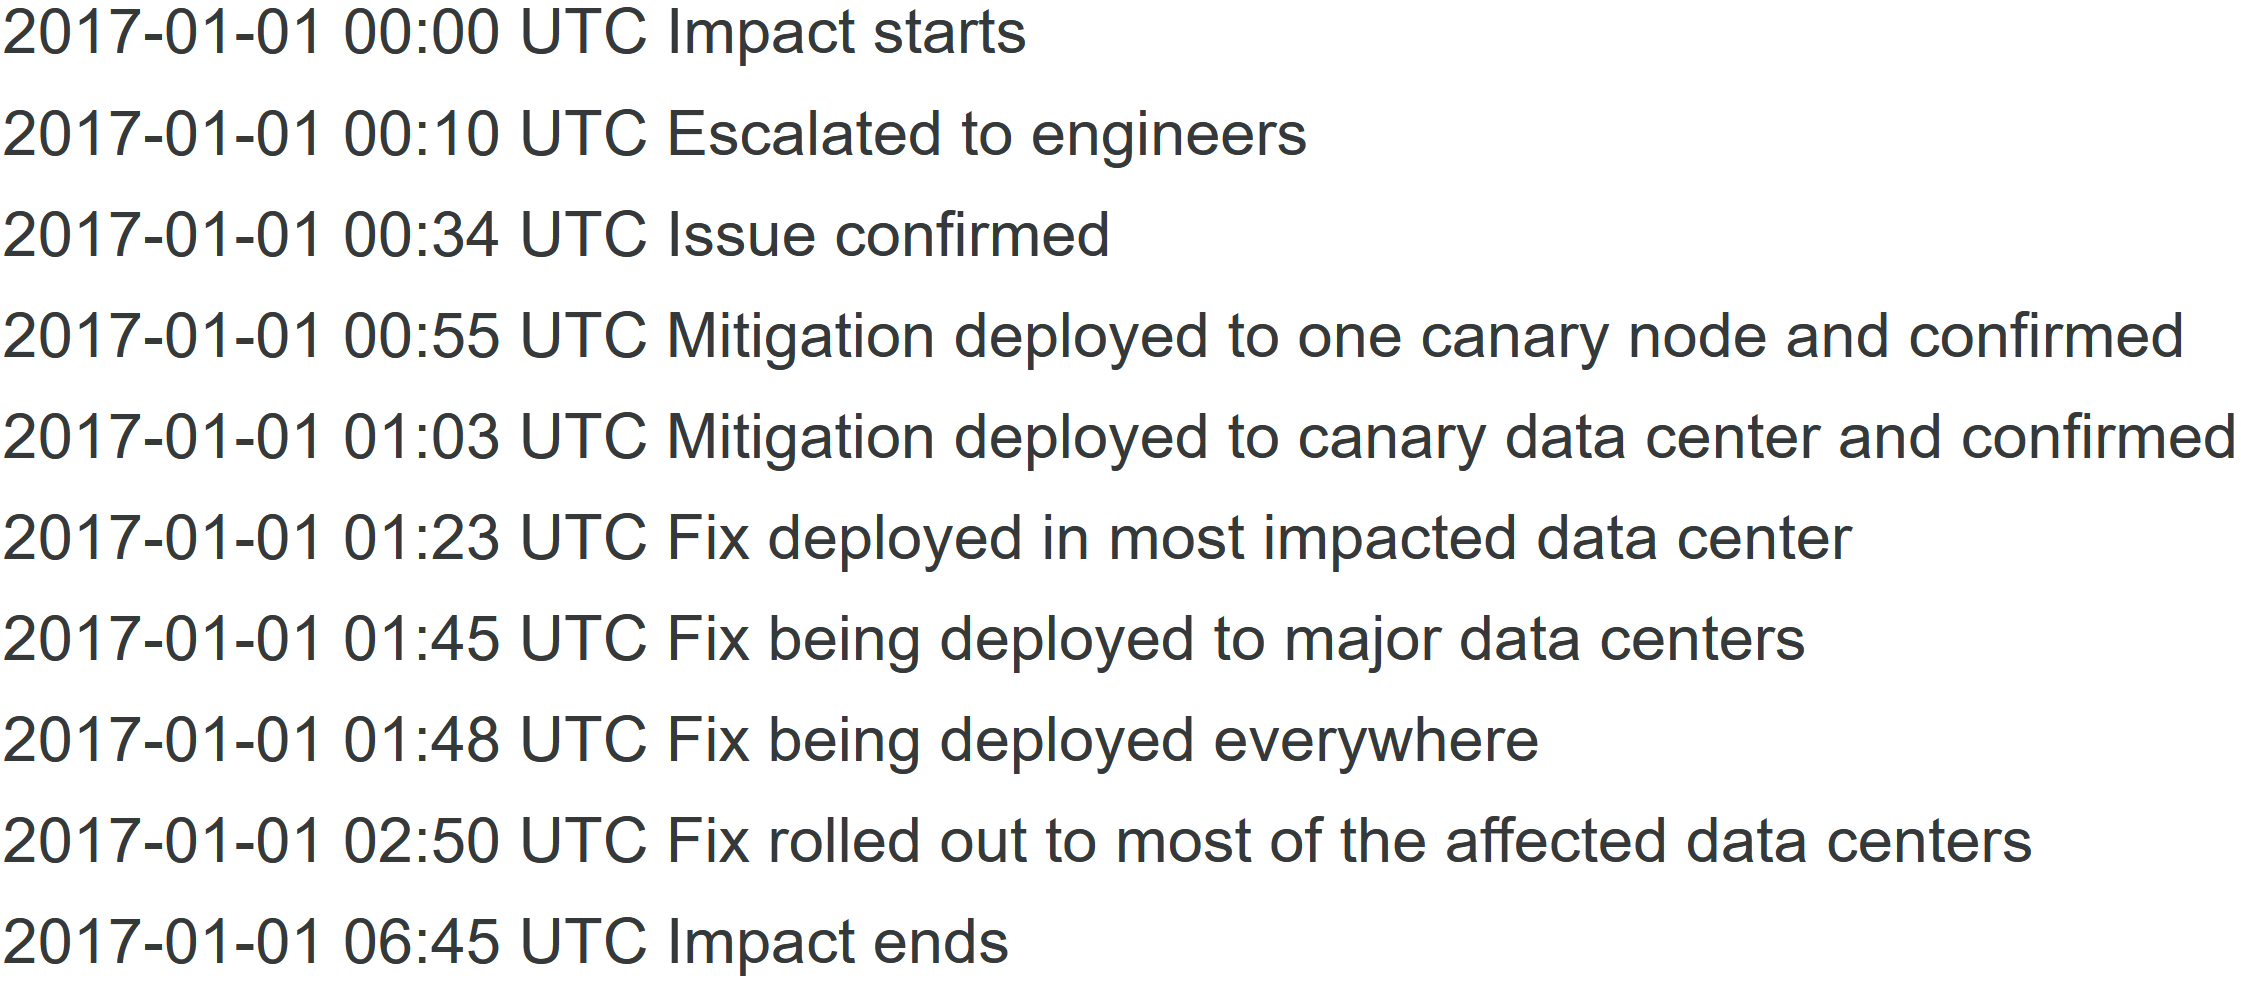 2017-01-01 00:00 UTC Impact starts
2017-01-01 00:10 UTC Escalated to engineers
2017-01-01 00:34 UTC Issue confirmed
2017-01-01 00:55 UTC Mitigation deployed to one canary node and confirmed
2017-01-01 01:03 UTC Mitigation deployed to canary data center and confirmed
2017-01-01 01:23 UTC Fix deployed in most impacted data center
2017-01-01 01:45 UTC Fix being deployed to major data centers
2017-01-01 01:48 UTC Fix being deployed everywhere
2017-01-01 02:50 UTC Fix rolled out to most of the affected data centers
2017-01-01 06:45 UTC Impact ends